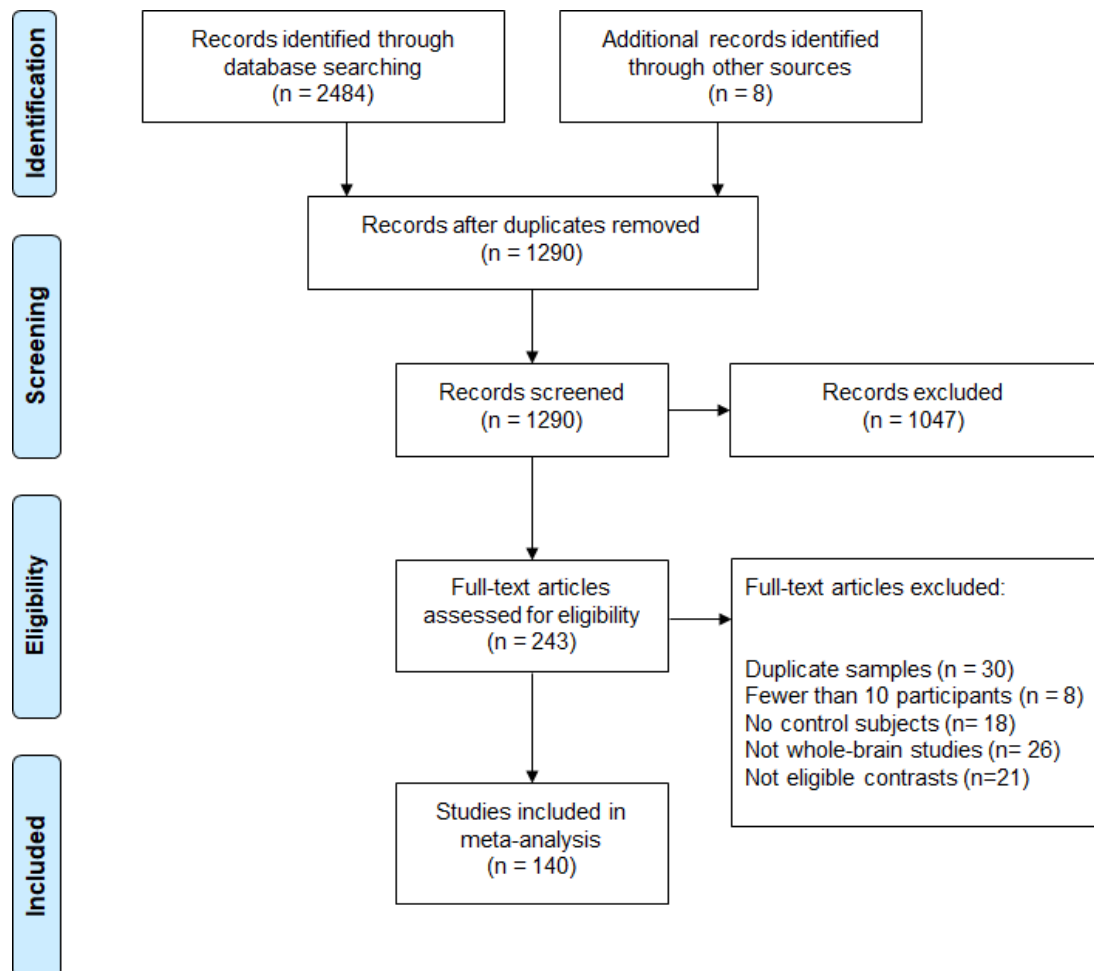 Identification
Records identified through
database searching
(n = 2484)
Additional records identified
through other sources
(n = 8)
Records after duplicates removed
(n = 1290)
Screening
Records screened
(n = 1290)
Records excluded
(n = 1047)
Eligibility
Full-text articles
assessed for eligibility
(n = 243)
Full-text articles excluded:
Duplicate samples (n = 30)
Fewer than 10 participants (n = 8)
No control subjects (n= 18)
Not whole-brain studies (n= 26)
Not eligible contrasts (n=21)
Included
Studies included in
meta-analysis
(n = 140)